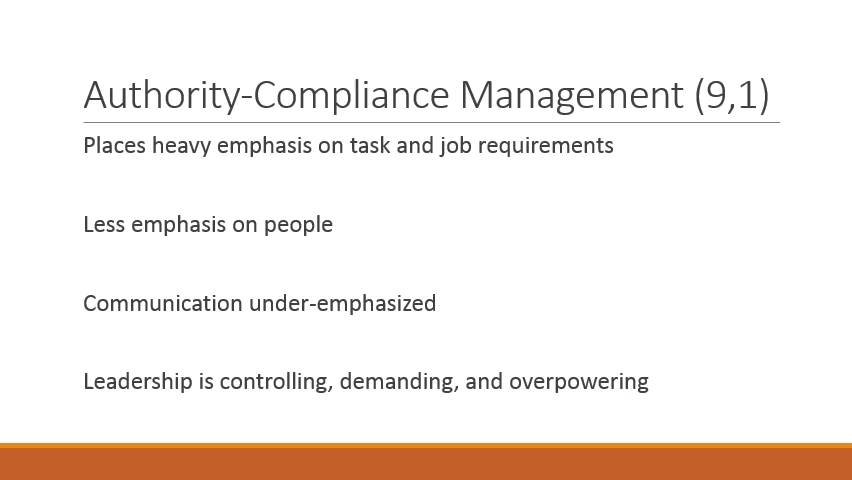 Authority-Compliance Management (9,1)
Places heavy emphasis on task and job requirements
Less emphasis on people
Communication under-emphasized
Leadership is controlling, demanding, and overpowering